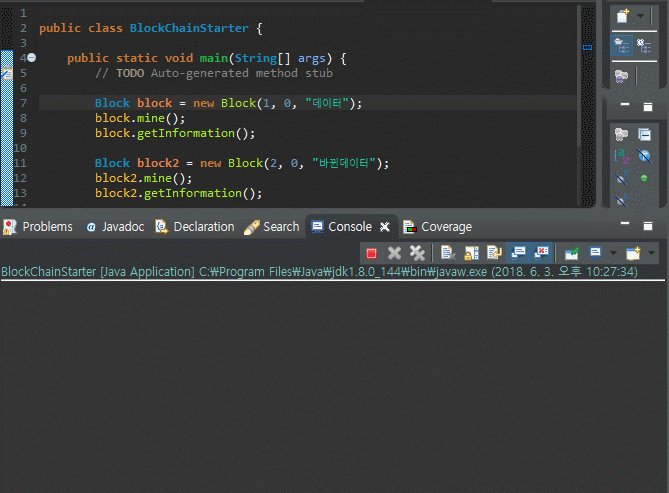 1
2 public class BlockChainStarter {
3
4 public static void main(String[] args) {
5 // TODO Auto-generated method stub
6
7 Block block = new Block(1, 0, "데이터");
8 block.mine();
9 block.getInformation();
10
11 Block block2 = new Block(2, 0, "바뀐데이터");
12 block2.mine();
13 block2.getInformation();
Problems @ Javadoc Declaration Search Console Coverage
BlockChainStarter [Java Application] C:₩Program Files₩Java₩jdk1.8.0_144₩bin₩javaw.exe (2018. 6. 3. 오후 10:27:34)